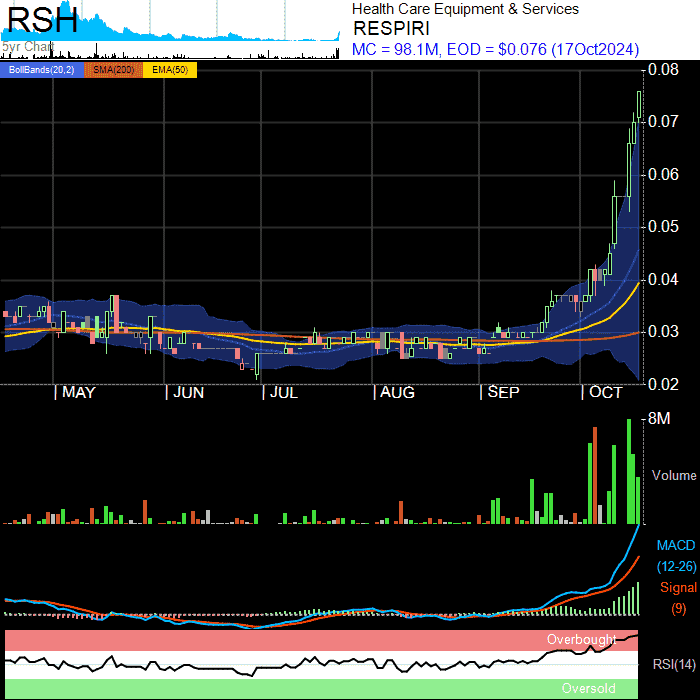 RSH
Health Care Equipment & Services
RESPIRI
5yr Chart
MC = 98.1M, EOD = $0.076 (17Oct2024)
BollBands(20,2) SMA(200) EMA(50)
0.08
0.07
0.06
0.05
0.04
0.03
0.02
MAY JUN JUL AUG SEP OCT
8M
Volume
MACD
(12-26)
Signal
(9)
Overbought
RSI(14)
Oversold